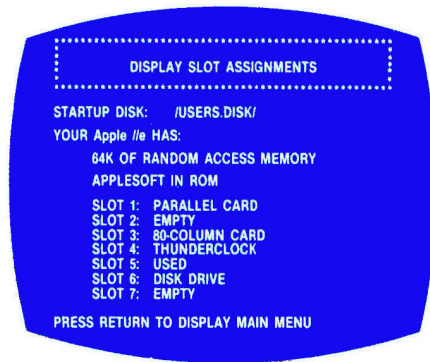 DISPLAY SLOT ASSIGNMENTS
STARTUP DISK: /USERS.DISK/
YOUR Apple //e HAS:
64K OF RANDOM ACCESS MEMORY
APPLESOFT IN ROM
SLOT 1: PARALLEL CARD
SLOT 2: EMPTY
SLOT 3: 80-COLUMN CARD
SLOT 4: THUNDERCLOCK
SLOT 5: USED
SLOT 6: DISK DRIVE
SLOT 7: EMPTY
PRESS RETURN TO DISPLAY MAIN MENU